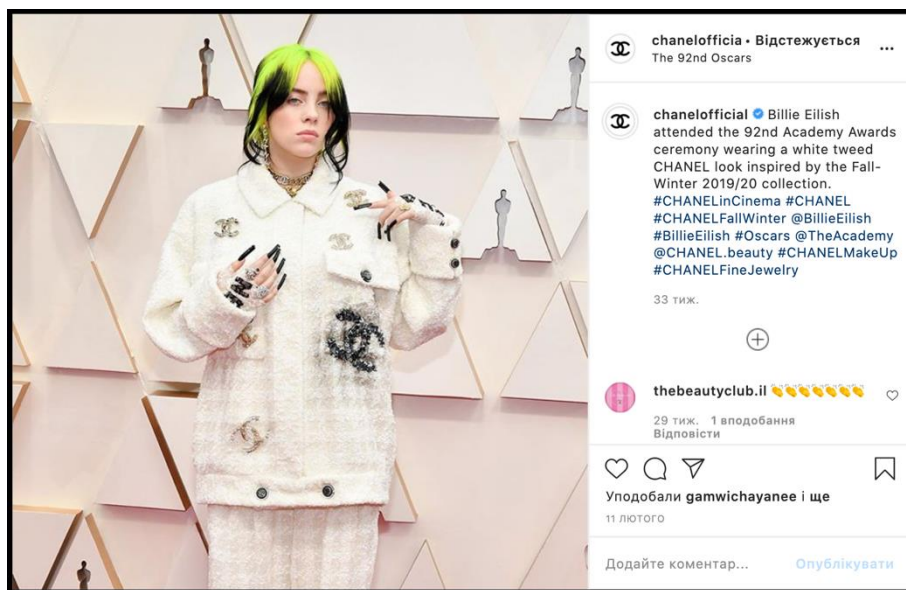 chanelofficia • Відстежується
The 92nd Oscars
chanelofficial Billie Eilish
attended the 92nd Academy Awards
ceremony wearing a white tweed
CHANEL look inspired by the Fall-
Winter 2019/20 collection.
#CHANELinCinema #CHANEL
#CHANELFallWinter @BillieEilish
#BillieEilish #Oscars @TheAcademy
@CHANEL.beauty #CHANELMakeUp
#CHANELFineJewelry
33 тиж.
thebeautyclub.il 👏👏👏👏👏👏👏
29 тиж. 1 вподобання
Відповісти
Уподобали gamwichayanee і ще
11 ЛЮТОГО
Додайте коментар... Опублікувати